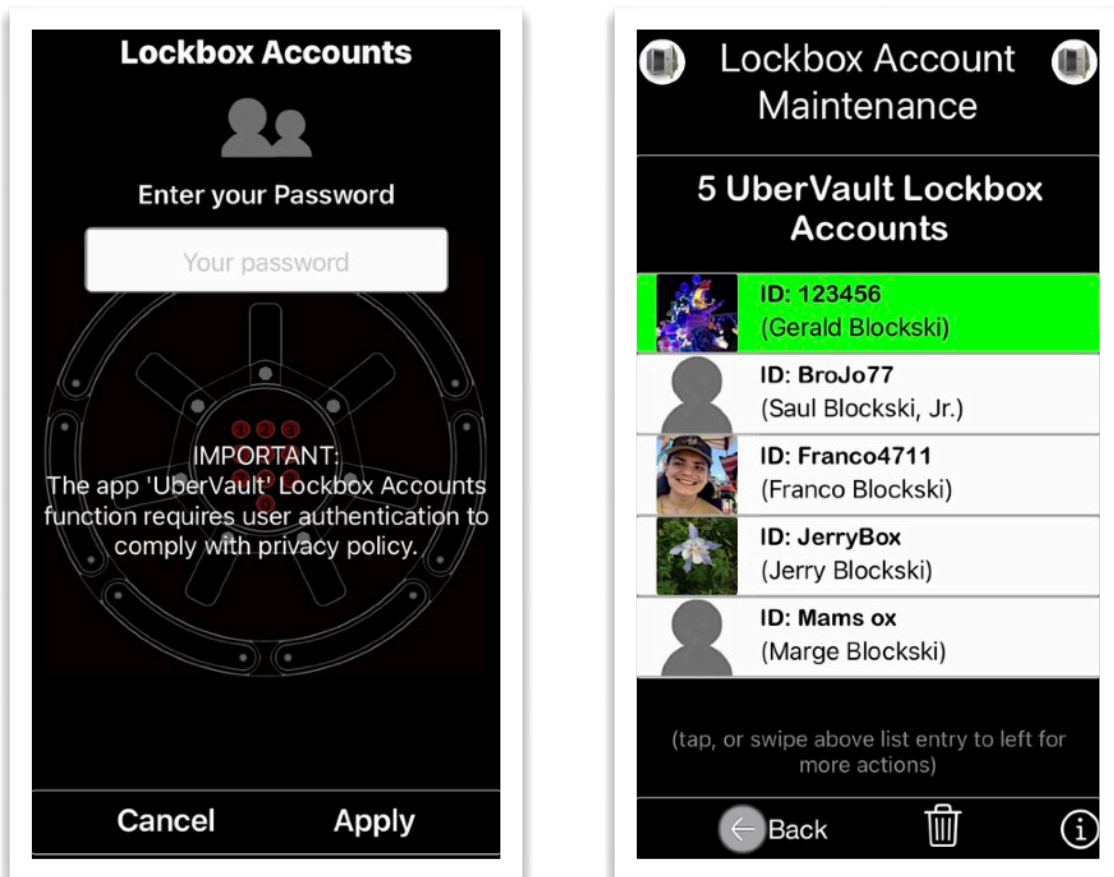 Lockbox Accounts
Enter your Password
Your password
1 2 3
IMPORTANT:
The app 'UberVault' Lockbox Accounts
function requires user authentication to
comply with privacy policy.
Cancel Apply
Lockbox Account
Maintenance
5 UberVault Lockbox
Accounts
ID: 123456
(Gerald Blockski)
ID: BroJo77
(Saul Blockski, Jr.)
ID: Franco4711
(Franco Blockski)
ID: JerryBox
(Jerry Blockski)
ID: Mams ox
(Marge Blockski)
(tap, or swipe above list entry to left for
more actions)
Back